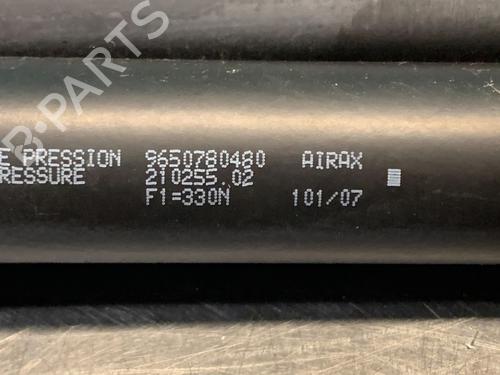 E PRESSION 9650780480 AIRAX
RESSURE 210255 02
F1=330N 101/07
B-PARTS